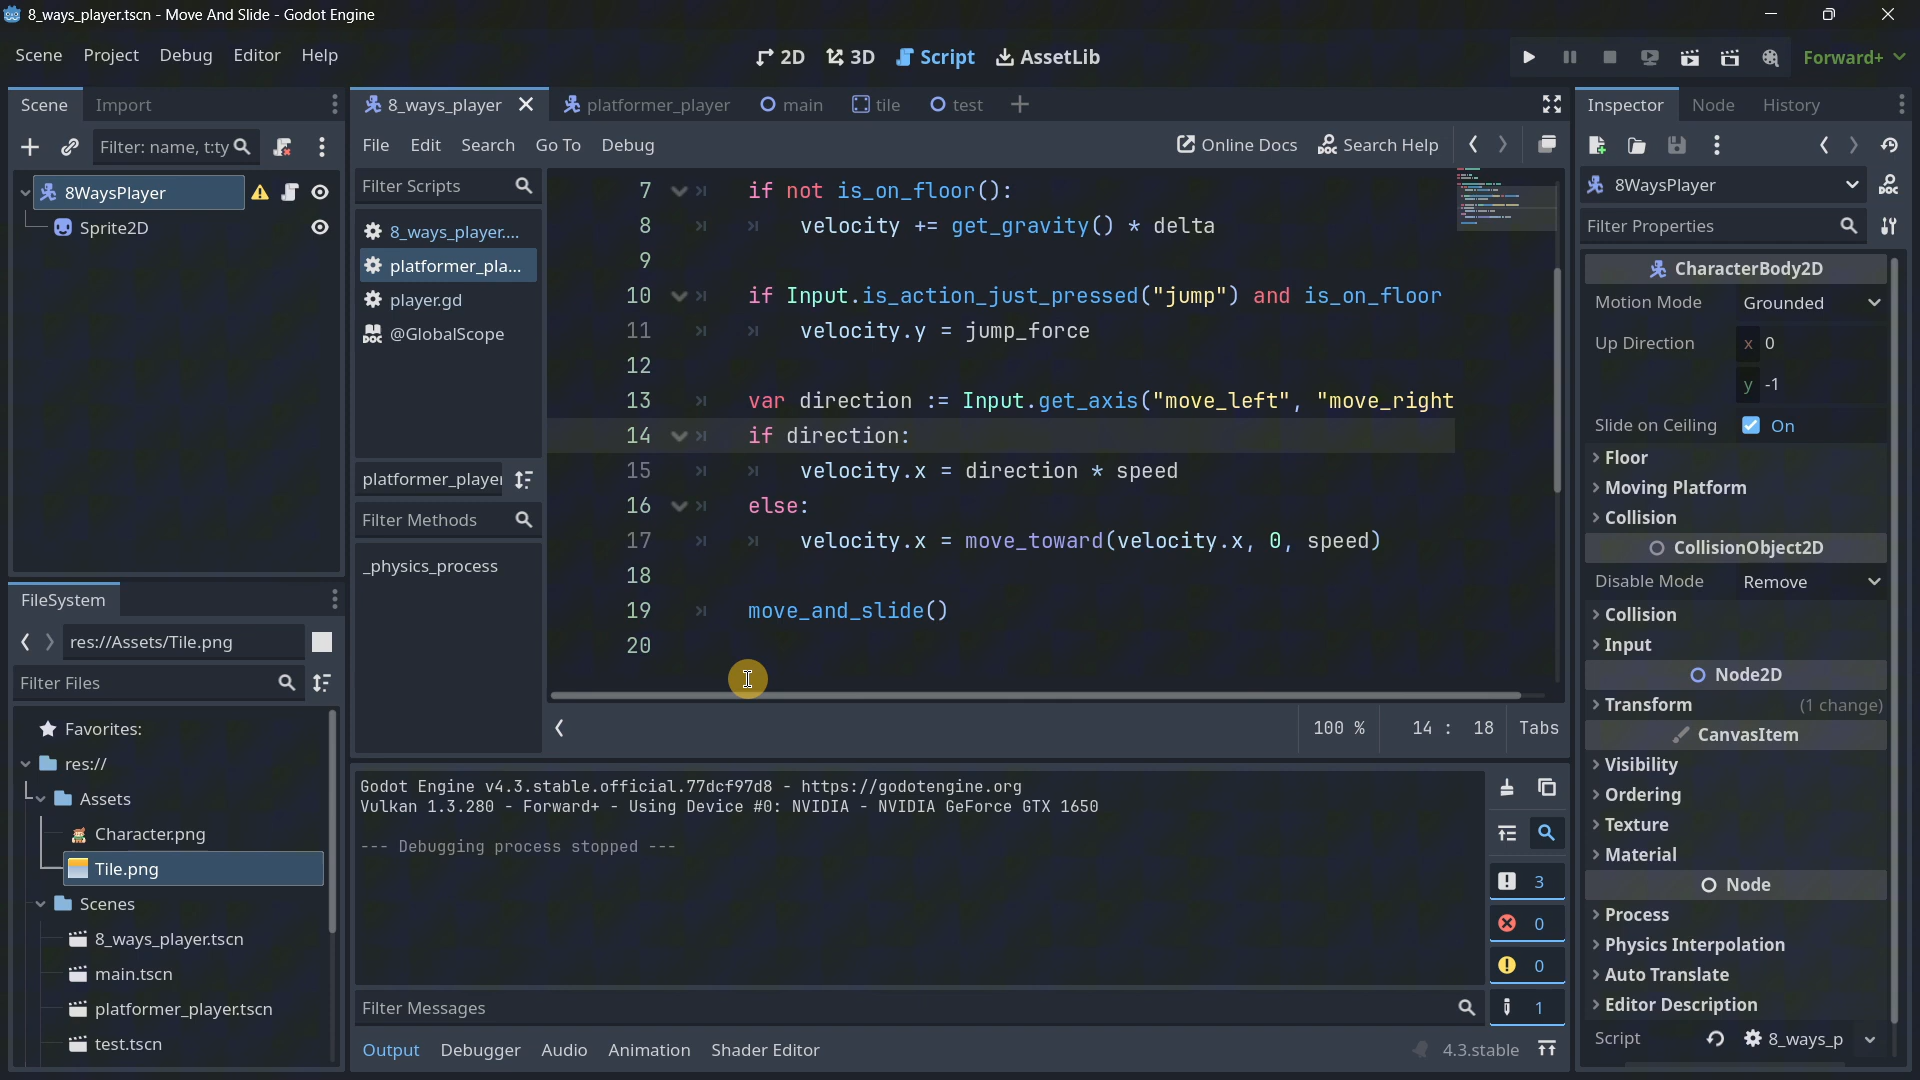 8_ways_player.tscn - Move And Slide - Godot Engine
Scene Project Debug Editor Help
2D 3D Script AssetLib
Forward+
Scene Import
Filter: name, t:ty
8WaysPlayer
Sprite2D
FileSystem
res://Assets/Tile.png
Filter Files
Favorites:
res://
Assets
Character.png
Tile.png
Scenes
8_ways_player.tscn
main.tscn
platformer_player.tscn
test.tscn
8_ways_player platformer_player main tile test
File Edit Search Go To Debug
Online Docs Search Help
Filter Scripts
8_ways_player....
platformer_pla...
player.gd
@GlobalScope
platformer_player
Filter Methods
_physics_process
7 if not is_on_floor():
8 velocity += get_gravity() * delta
9
10 if Input.is_action_just_pressed("jump") and is_on_floor
11 velocity.y = jump_force
12
13 var direction := Input.get_axis("move_left", "move_right
14 if direction:
15 velocity.x = direction * speed
16 else:
17 velocity.x = move_toward(velocity.x, 0, speed)
18
19 move_and_slide()
20
100 % 14 : 18 Tabs
Godot Engine v4.3.stable.official.77dcf97d8 - https://godotengine.org
Vulkan 1.3.280 - Forward+ - Using Device #0: NVIDIA - NVIDIA GeForce GTX 1650
--- Debugging process stopped ---
3
0
0
1
Filter Messages
Output Debugger Audio Animation Shader Editor
4.3.stable
Inspector Node History
8WaysPlayer
Filter Properties
CharacterBody2D
Motion Mode Grounded
Up Direction x 0
y -1
Slide on Ceiling On
Floor
Moving Platform
Collision
CollisionObject2D
Disable Mode Remove
Collision
Input
Node2D
Transform (1 change)
CanvasItem
Visibility
Ordering
Texture
Material
Node
Process
Physics Interpolation
Auto Translate
Editor Description
Script 8_ways_p